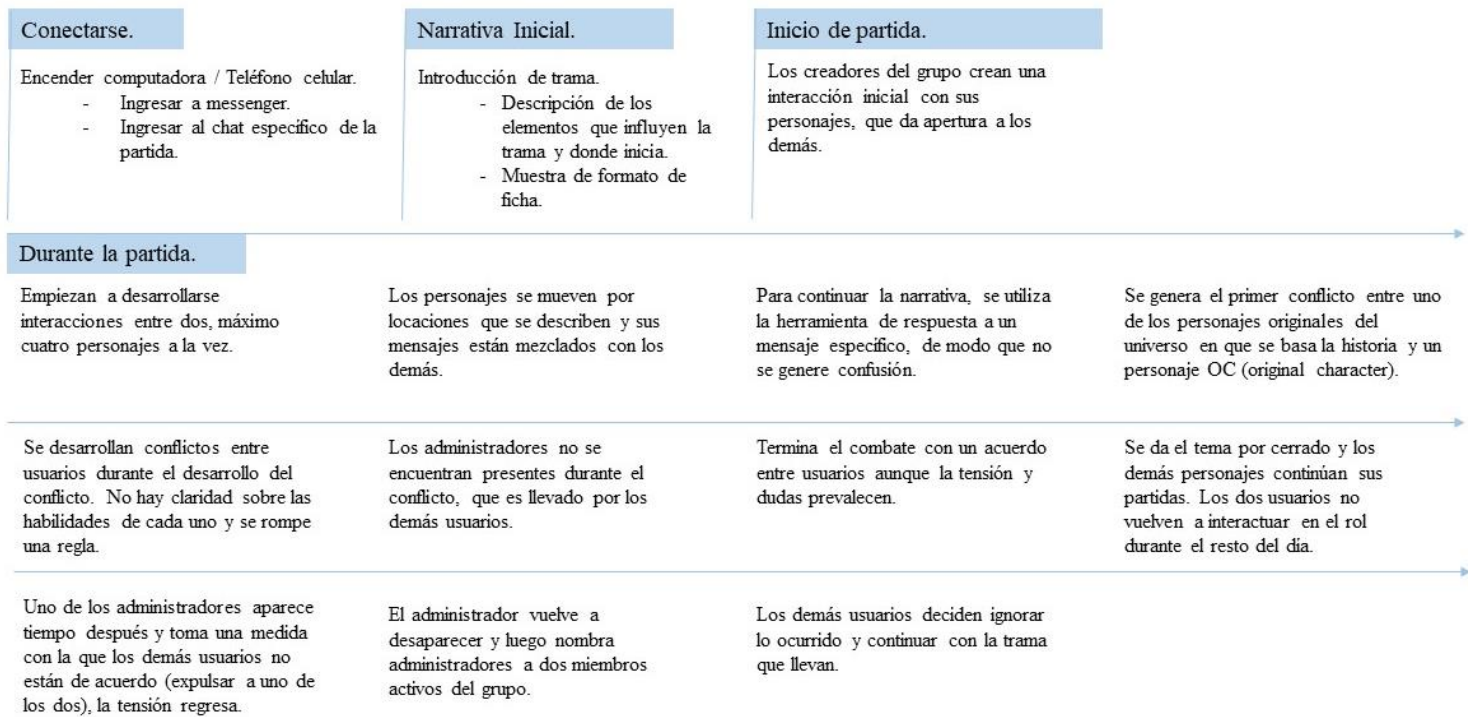 Conectarse.
Encender computadora / Teléfono celular.
- Ingresar a messenger.
- Ingresar al chat específico de la
partida.
Narrativa Inicial.
Introducción de trama.
- Descripción de los
elementos que influyen la
trama y donde inicia.
- Muestra de formato de
ficha.
Inicio de partida.
Los creadores del grupo crean una
interacción inicial con sus
personajes, que da apertura a los
demás.
Durante la partida.
Empiezan a desarrollarse
interacciones entre dos, máximo
cuatro personajes a la vez.
Los personajes se mueven por
locaciones que se describen y sus
mensajes están mezclados con los
demás.
Para continuar la narrativa, se utiliza
la herramienta de respuesta a un
mensaje específico, de modo que no
se genere confusión.
Se genera el primer conflicto entre uno
de los personajes originales del
universo en que se basa la historia y un
personaje OC (original character).
Se desarrollan conflictos entre
usuarios durante el desarrollo del
conflicto. No hay claridad sobre las
habilidades de cada uno y se rompe
una regla.
Los administradores no se
encuentran presentes durante el
conflicto, que es llevado por los
demás usuarios.
Termina el combate con un acuerdo
entre usuarios aunque la tensión y
dudas prevalecen.
Se da el tema por cerrado y los
demás personajes continúan sus
partidas. Los dos usuarios no
vuelven a interactuar en el rol
durante el resto del día.
Uno de los administradores aparece
tiempo después y toma una medida
con la que los demás usuarios no
están de acuerdo (expulsar a uno de
los dos), la tensión regresa.
El administrador vuelve a
desaparecer y luego nombra
administradores a dos miembros
activos del grupo.
Los demás usuarios deciden ignorar
lo ocurrido y continuar con la trama
que llevan.